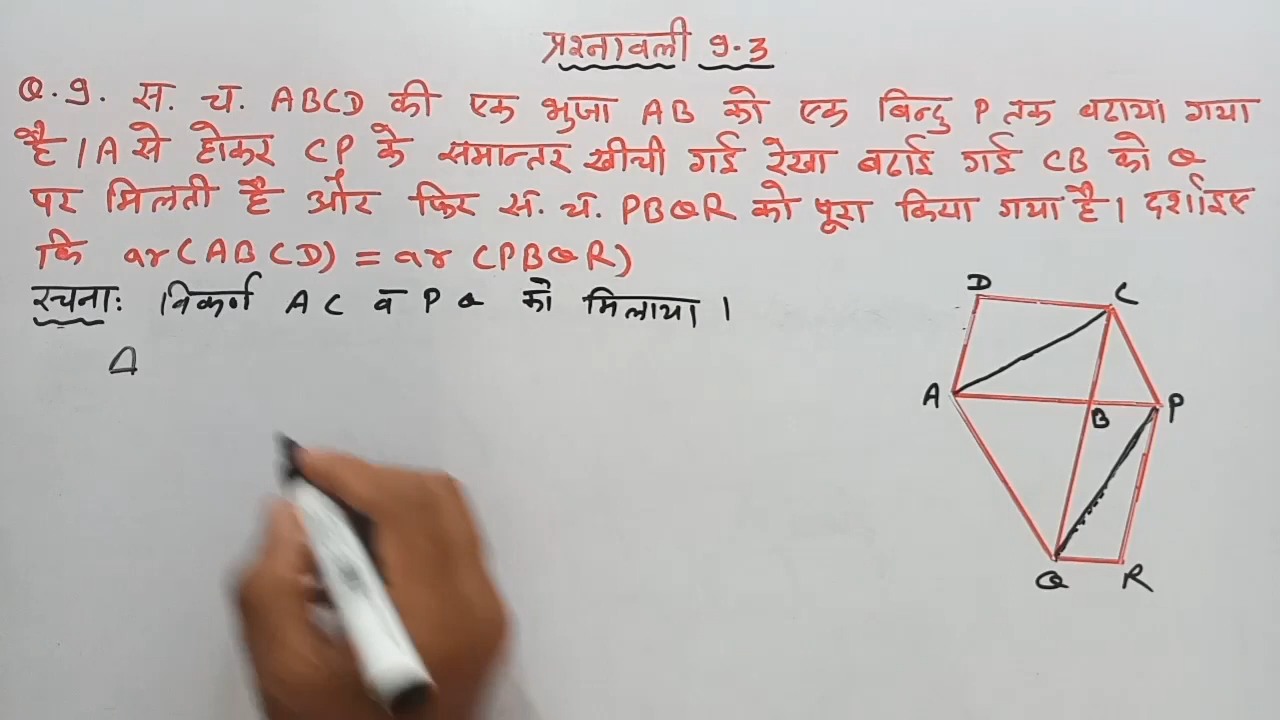 प्रश्नावली 9.3
Q.9. स. च. ABCD की एक भुजा AB को एक बिन्दु P तक बढाया गया
है। A से होकर CP के समान्तर खींची गई रेखा बढाई गई CB को Q
पर मिलती है और फिर स. च. PBQR को पूरा किया गया है। दर्शाइए
कि ar(ABCD) = ar (PBQR)
रचना: विकर्ण AC व PQ को मिलाया।
Δ
D
C
A
B
P
Q
R